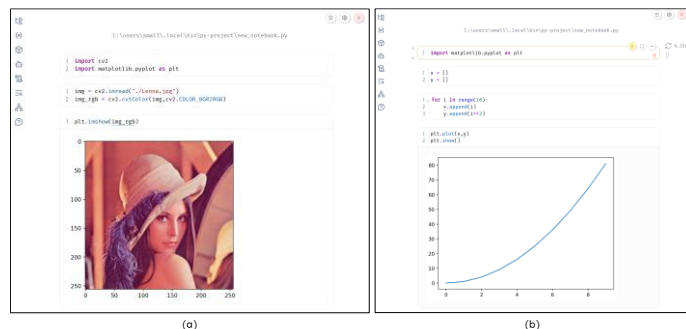 C:\users\small\.local\bin\py-project\new_notebook.py
1 import cv2
2 import matplotlib.pyplot as plt
1 img = cv2.imread("./Lenna.jpg")
2 img_rgb = cv2.cvtColor(img,cv2.COLOR_BGR2RGB)
1 plt.imshow(img_rgb)
0
50
100
150
200
250
0 50 100 150 200 250
(a)
C:\users\small\.local\bin\py-project\new_notebook.py
1 import matplotlib.pyplot as plt
1 x = []
2 y = []
1 for i in range(10):
2 x.append(i)
3 y.append(i**2)
1 plt.plot(x,y)
2 plt.show()
80
70
60
50
40
30
20
10
0
0 2 4 6 8
(b)